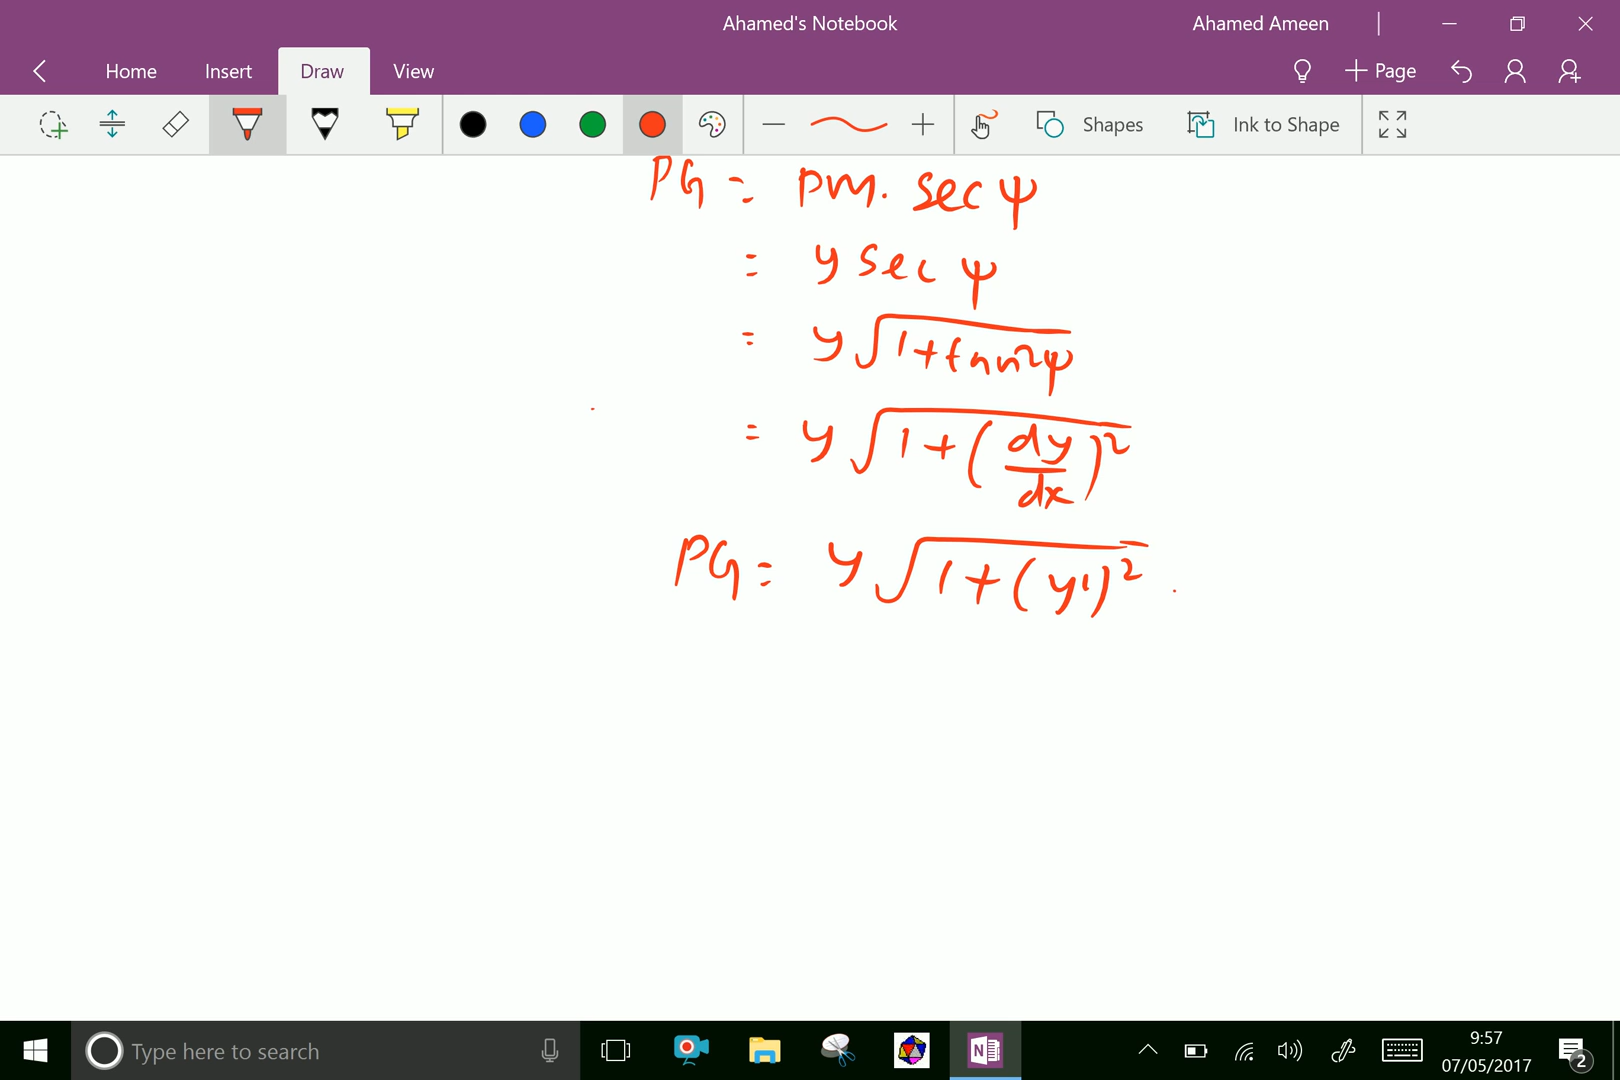 Ahamed's Notebook Ahamed Ameen
Home Insert Draw View Page
Shapes Ink to Shape
PG = PM. sec ψ
= y sec ψ
= y√(1+tan²ψ)
= y√(1+(dy/dx)²)
PG = y√(1+(y')²) .
Type here to search N 9:57
07/05/2017 2